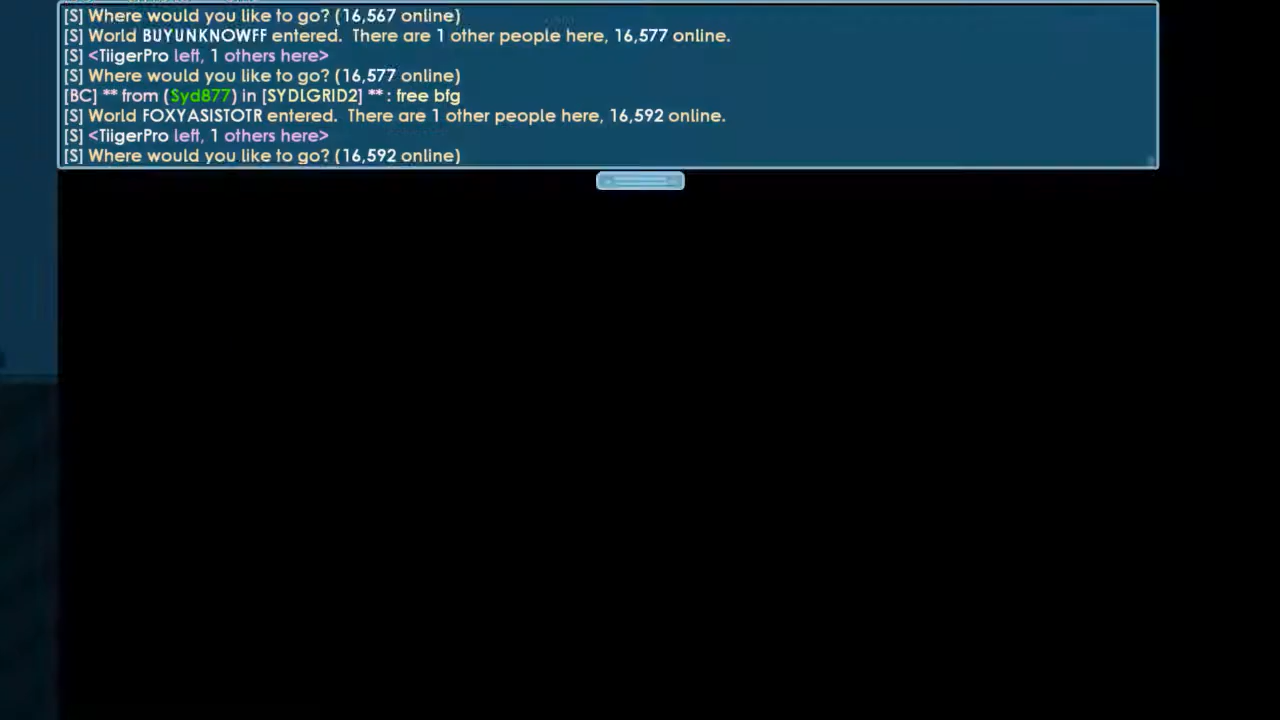 [S] Where would you like to go? (16,567 online)
[S] World BUYUNKNOWFF entered.  There are 1 other people here, 16,577 online.
[S] <TiigerPro left, 1 others here>
[S] Where would you like to go? (16,577 online)
[BC] ** from (Syd877) in [SYDLGRID2] ** : free bfg
[S] World FOXYASISTOTR entered.  There are 1 other people here, 16,592 online.
[S] <TiigerPro left, 1 others here>
[S] Where would you like to go? (16,592 online)